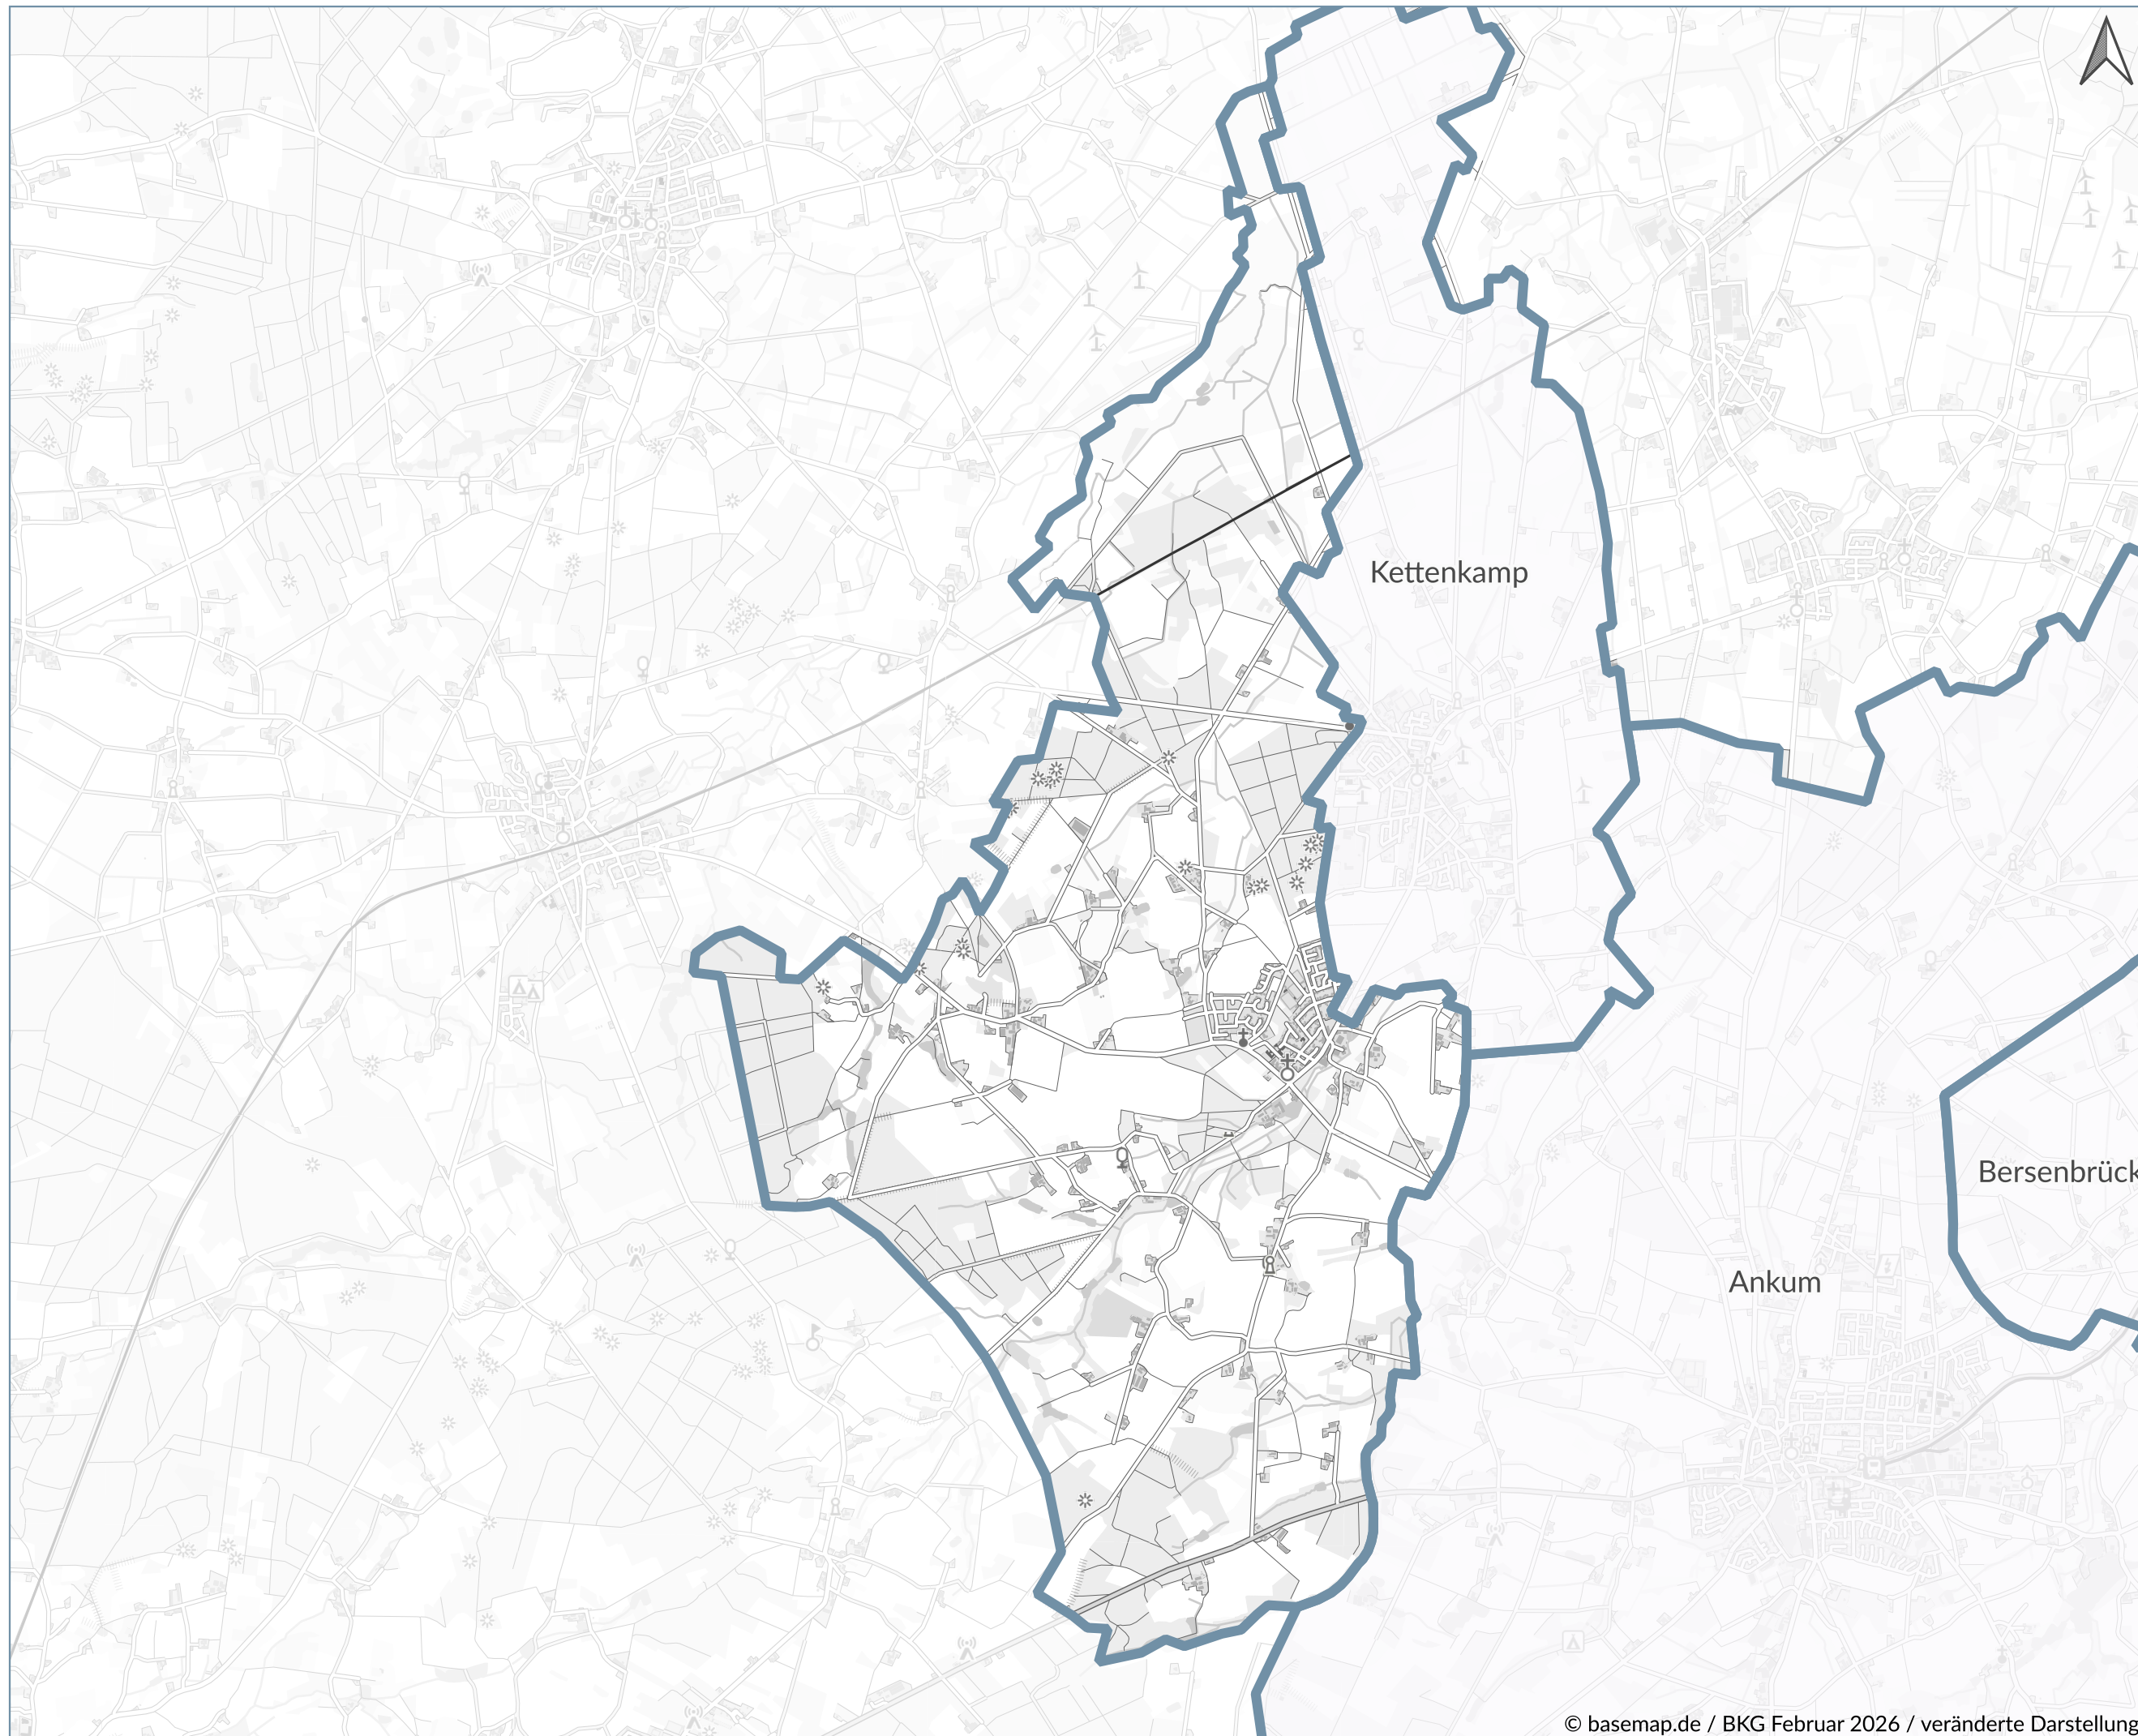 Kettenkamp
Bersenbrück
Ankum
© basemap.de / BKG Februar 2026 / veränderte Darstellung